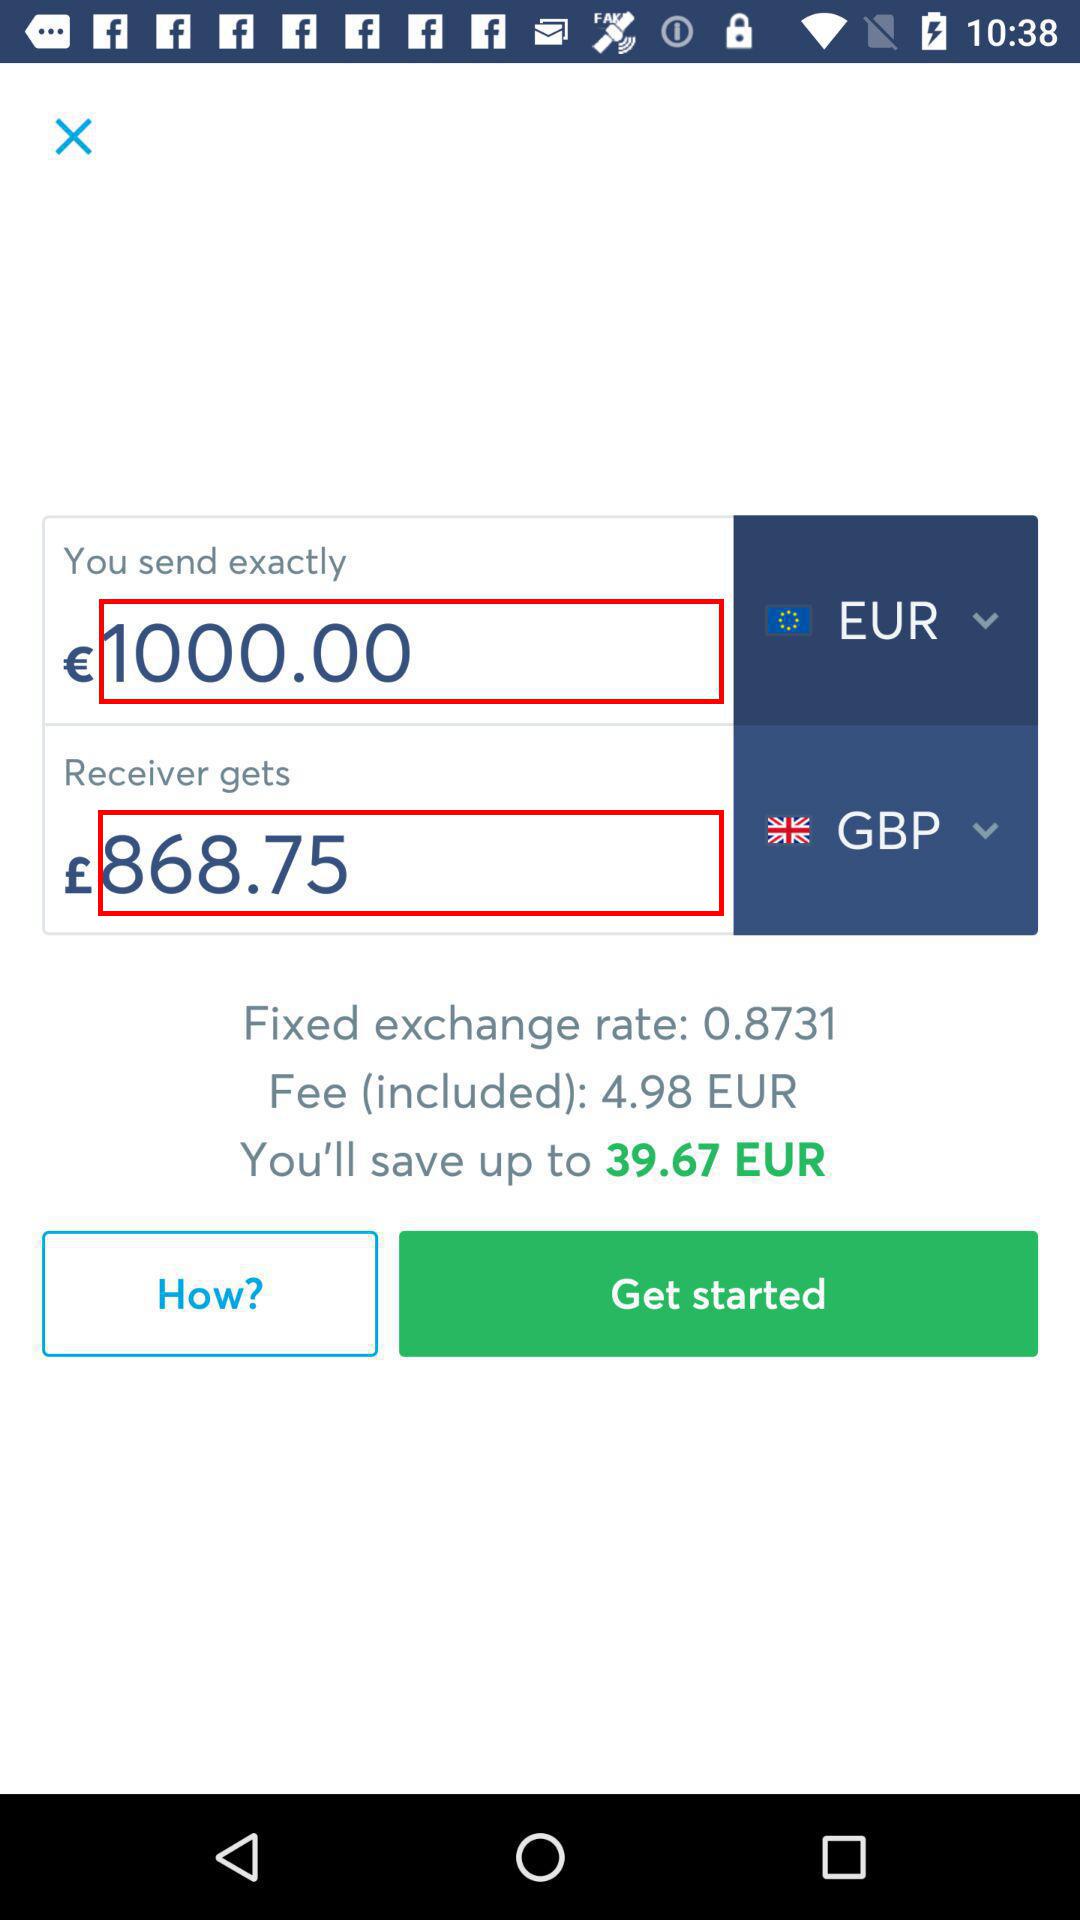 FAKE
10:38
You send exactly
€1000.00
EUR
Receiver gets
£868.75
GBP
Fixed exchange rate: 0.8731
Fee (included): 4.98 EUR
You'll save up to 39.67 EUR
How?
Get started